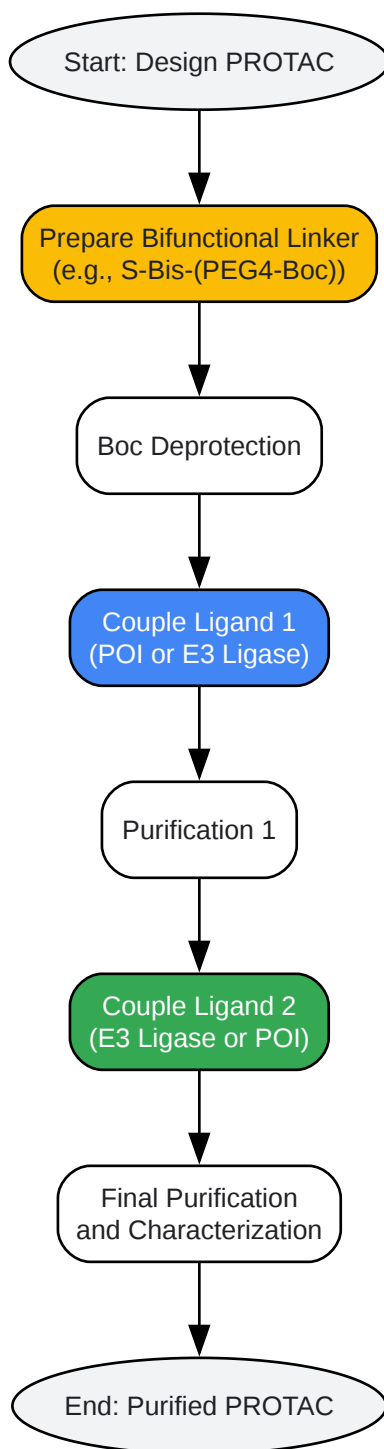 Start: Design PROTAC
Prepare Bifunctional Linker
(e.g., S-Bis-(PEG4-Boc))
Boc Deprotection
Couple Ligand 1
(POI or E3 Ligase)
Purification 1
Couple Ligand 2
(E3 Ligase or POI)
Final Purification
and Characterization
End: Purified PROTAC